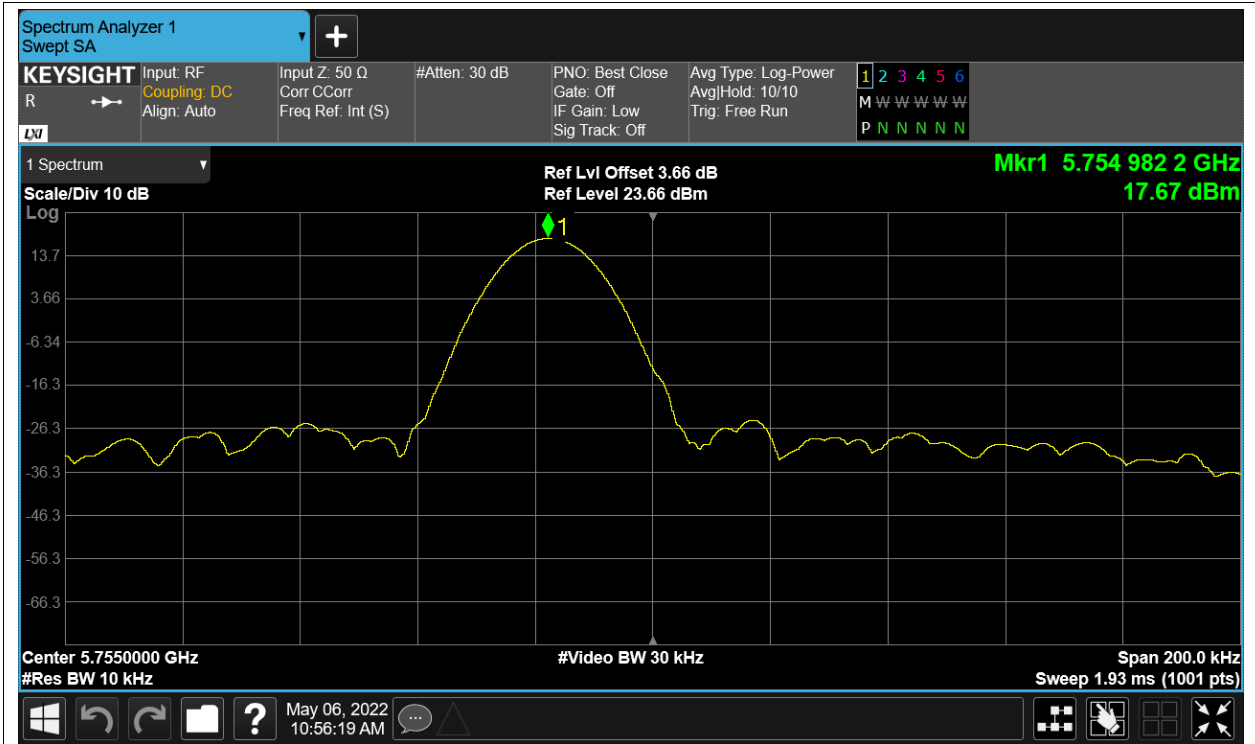 Spectrum Analyzer 1
Swept SA
+
KEYSIGHT
R
LXI
Input: RF
Coupling: DC
Align: Auto
Input Z: 50 Ω
Corr CCorr
Freq Ref: Int (S)
#Atten: 30 dB
PNO: Best Close
Gate: Off
IF Gain: Low
Sig Track: Off
Avg Type: Log-Power
Avg|Hold: 10/10
Trig: Free Run
1 2 3 4 5 6
M W W W W W
P N N N N N
1 Spectrum
Scale/Div 10 dB
Log
Ref Lvl Offset 3.66 dB
Ref Level 23.66 dBm
Mkr1 5.754 982 2 GHz
17.67 dBm
1
13.7
3.66
-6.34
-16.3
-26.3
-36.3
-46.3
-56.3
-66.3
Center 5.7550000 GHz
#Res BW 10 kHz
#Video BW 30 kHz
Span 200.0 kHz
Sweep 1.93 ms (1001 pts)
?
May 06, 2022
10:56:19 AM